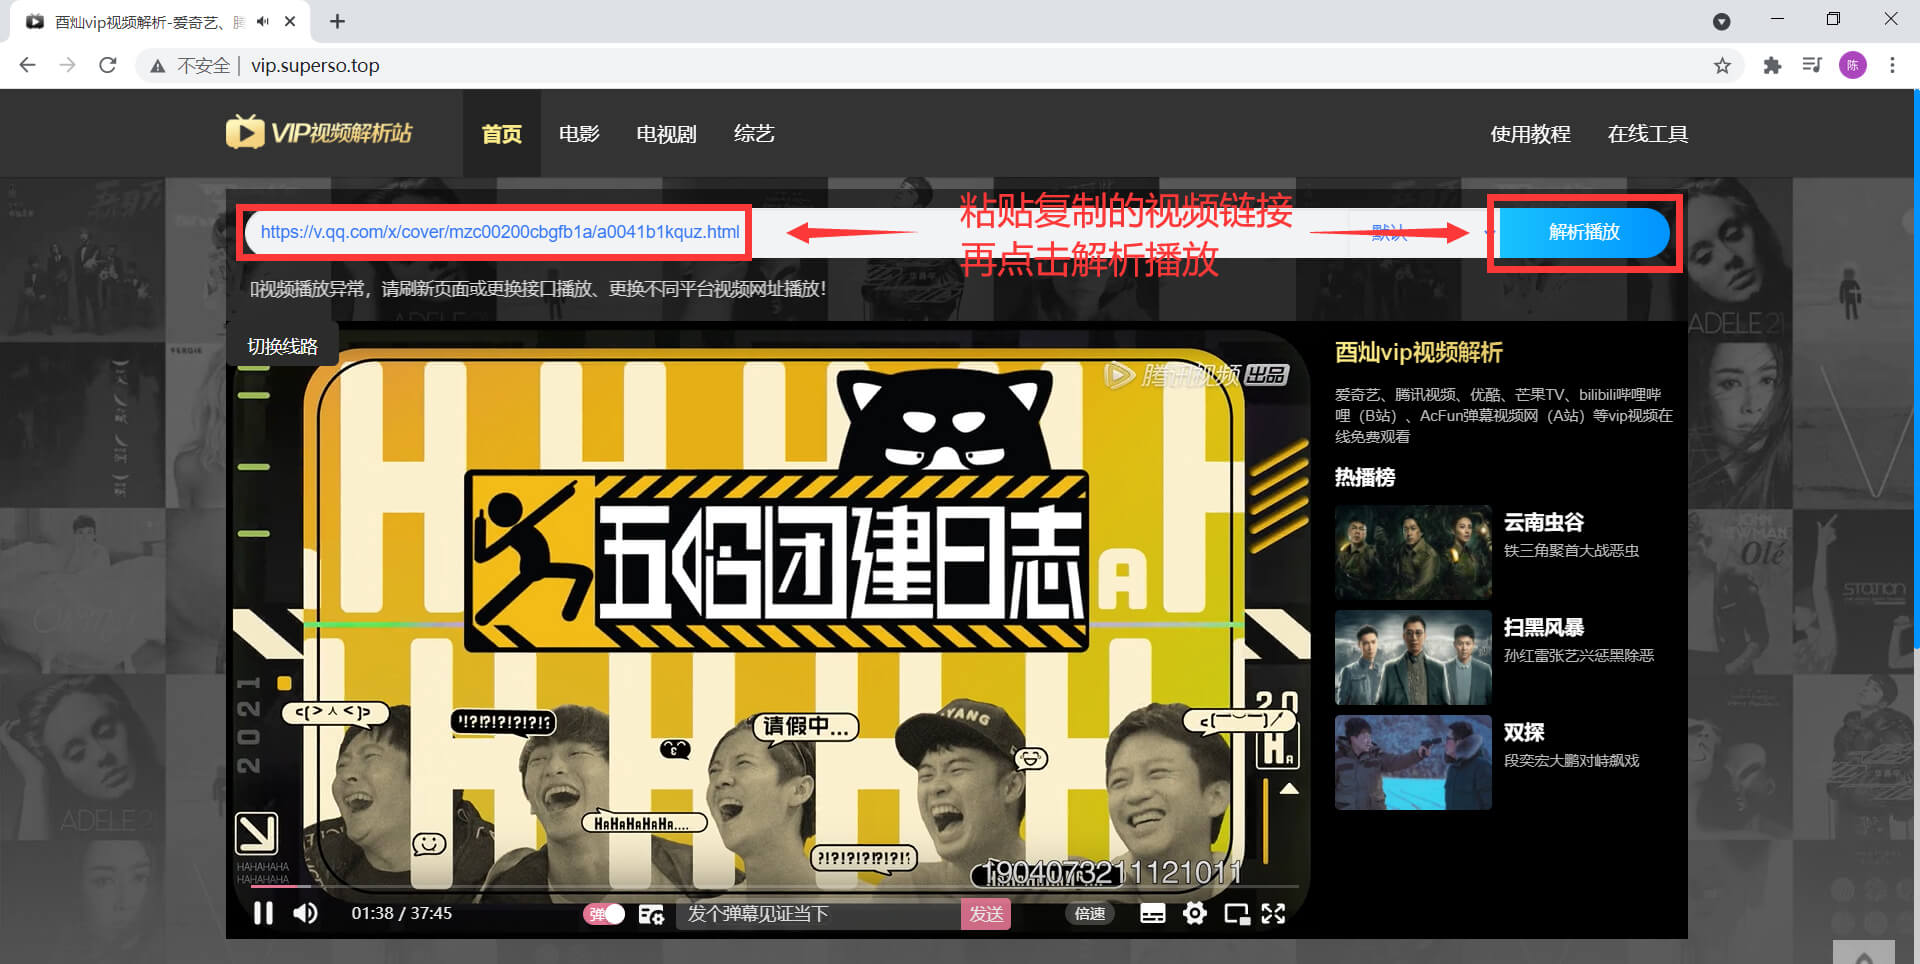 酉灿vip视频解析-爱奇艺、腾
不安全
vip.superso.top
陈
VIP视频解析站
首页
电影
电视剧
综艺
使用教程
在线工具
https://v.qq.com/x/cover/mzc00200cbgfb1a/a0041b1kquz.html
粘贴复制的视频链接
再点击解析播放
默认
解析播放
视频播放异常，请刷新页面或更换接口播放、更换不同平台视频网址播放！
切换线路
腾讯视频 出品
五哈团建日志
HA
2021
<(>人<)>
!!?!?!?!?!?!?
请假中...
YANG
20
HA
HAHAHAHAHA....
?!?!?!?!?!?!
HAHAHAHA
HAHAHAHA
1904073211121011
01:38 / 37:45
弹
发个弹幕见证当下
发送
倍速
酉灿vip视频解析
爱奇艺、腾讯视频、优酷、芒果TV、bilibili哔哩哔
哩（B站）、AcFun弹幕视频网（A站）等vip视频在
线免费观看
热播榜
云南虫谷
铁三角聚首大战恶虫
扫黑风暴
孙红雷张艺兴惩黑除恶
双探
段奕宏大鹏对峙飙戏
ADELE 21
ADELE 2
STATION
Olé